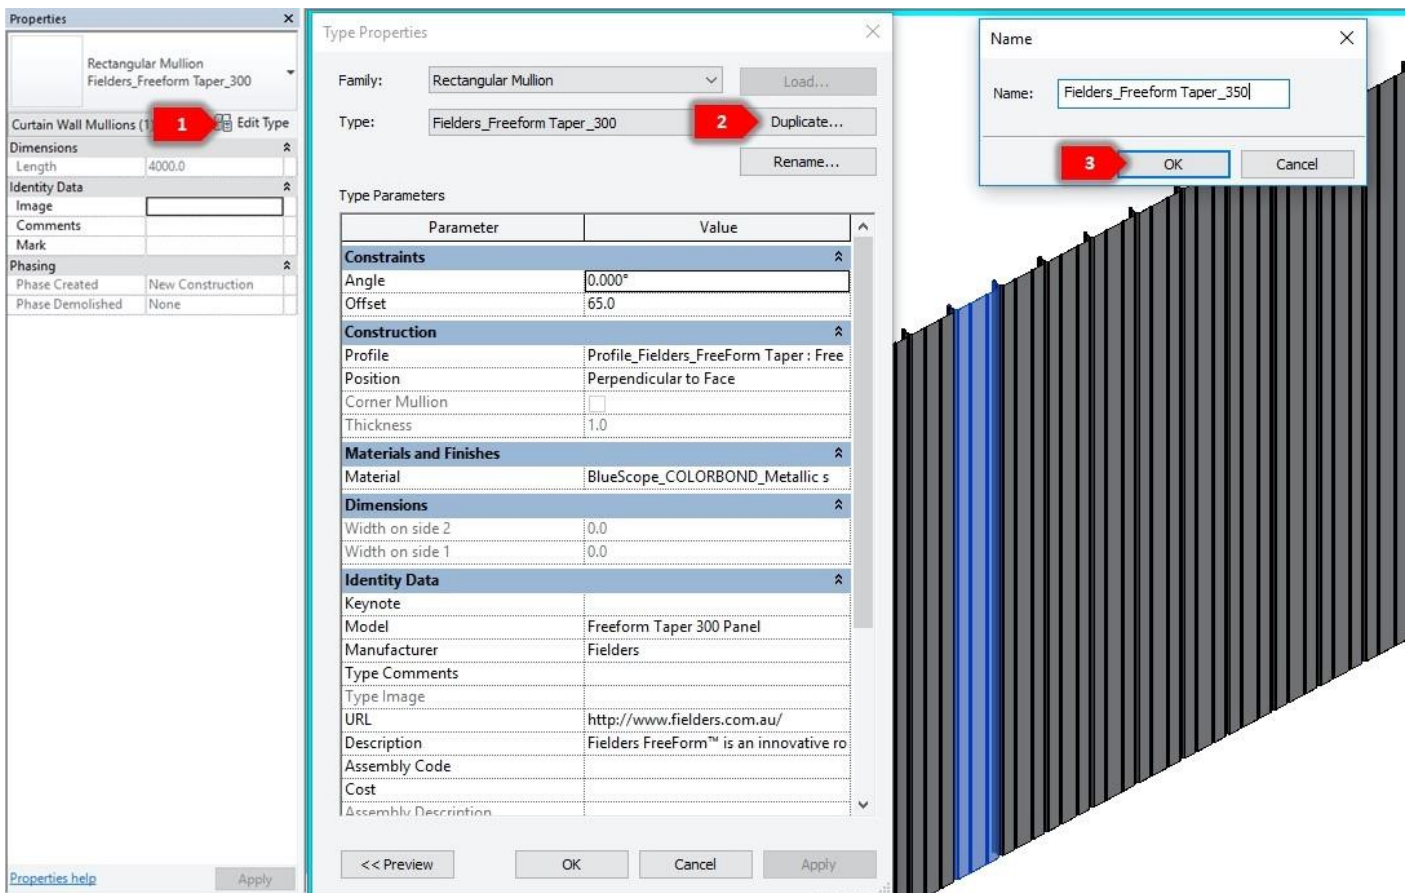 Properties
Rectangular Mullion
Fielders_Freeform Taper_300
Curtain Wall Mullions (1
1
Edit Type
Dimensions
Length 4000.0
Identity Data
Image
Comments
Mark
Phasing
Phase Created New Construction
Phase Demolished None
Properties help
Apply
Type Properties
Family: Rectangular Mullion Load...
Type: Fielders_Freeform Taper_300 2 Duplicate...
Rename...
Type Parameters
Parameter Value
Constraints
Angle 0.000°
Offset 65.0
Construction
Profile Profile_Fielders_FreeForm Taper : Free
Position Perpendicular to Face
Corner Mullion
Thickness 1.0
Materials and Finishes
Material BlueScope_COLORBOND_Metallic s
Dimensions
Width on side 2 0.0
Width on side 1 0.0
Identity Data
Keynote
Model Freeform Taper 300 Panel
Manufacturer Fielders
Type Comments
Type Image
URL http://www.fielders.com.au/
Description Fielders FreeForm™ is an innovative ro
Assembly Code
Cost
Assembly Description
<< Preview OK Cancel Apply
Name
Name: Fielders_Freeform Taper_350
3 OK Cancel